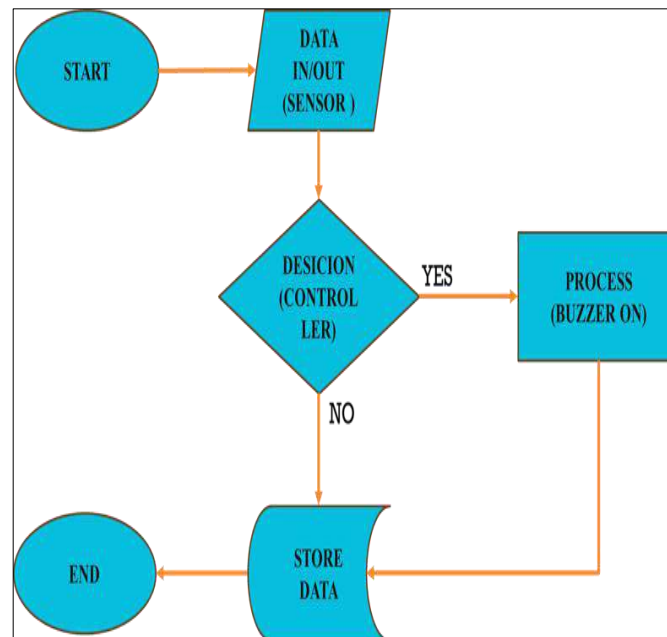 START
DATA
IN/OUT
(SENSOR )
DESICION
(CONTROL
LER)
YES
PROCESS
(BUZZER ON)
NO
STORE
DATA
END